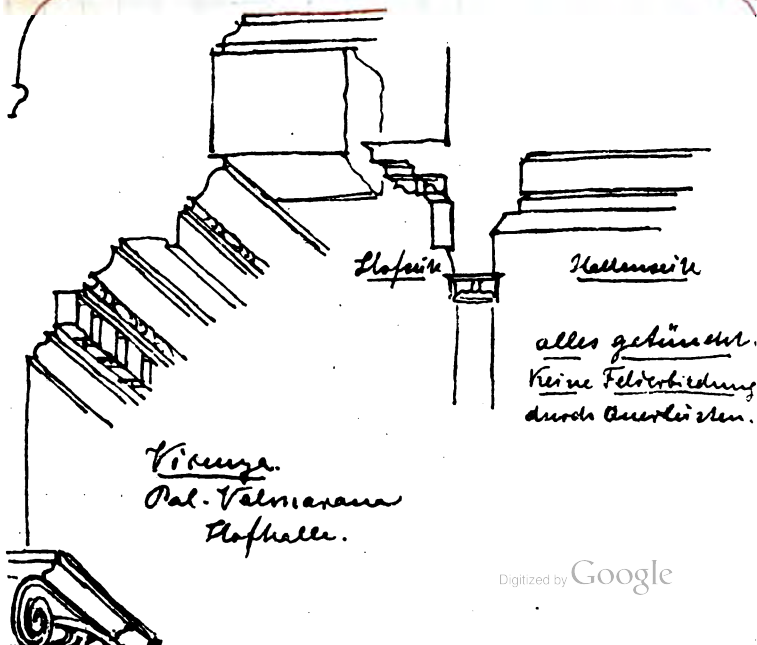 Hofseite
Hallenseite
alles getüncht.
Keine Felderbildung
durch Querleisten.
Vicenza.
Pal. Valmarana
Hofhalle.
Digitized by Google